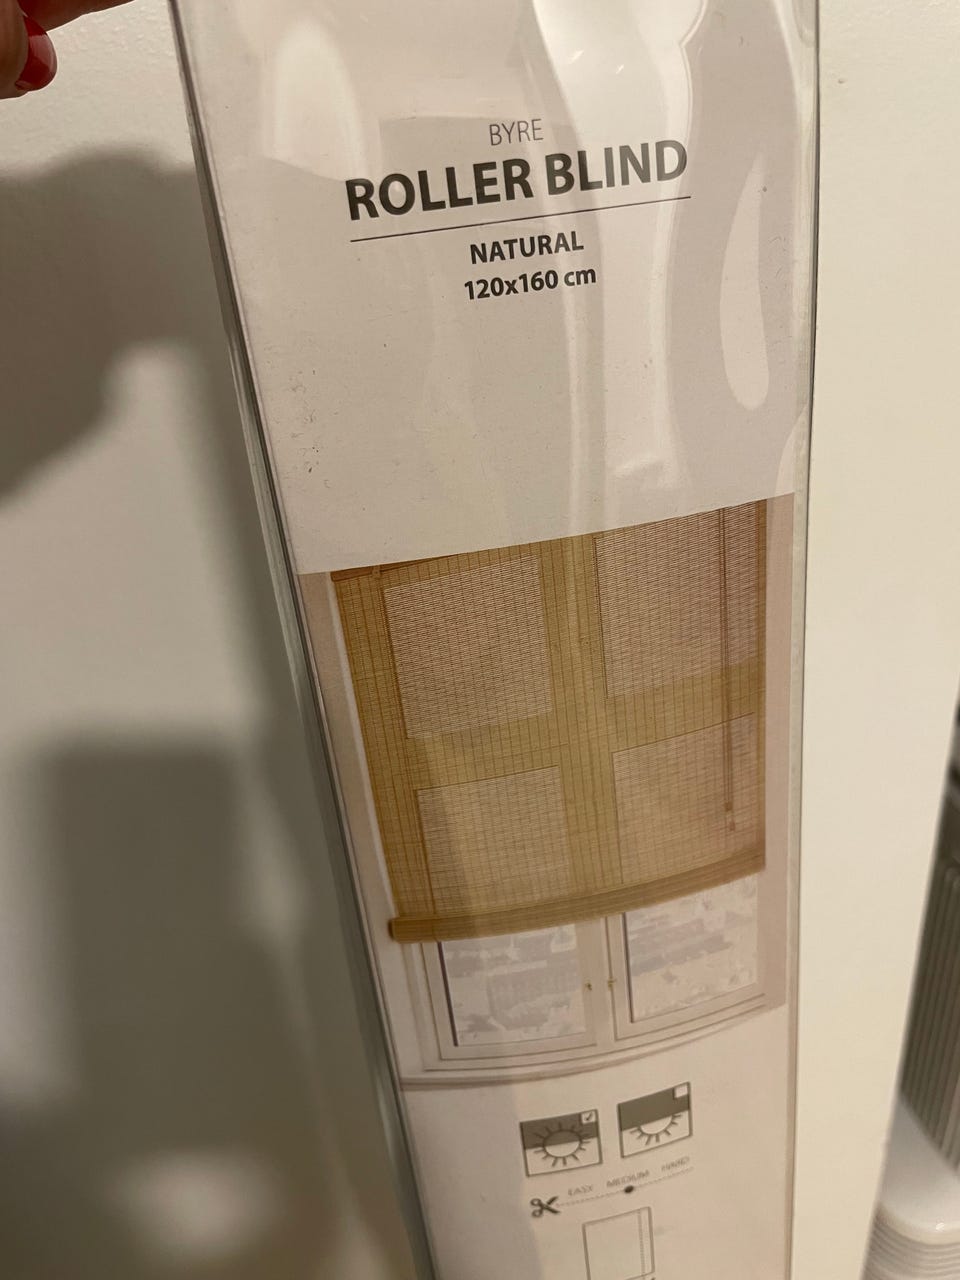 BYRE
ROLLER BLIND
NATURAL
120x160 cm
EASY MEDIUM HARD